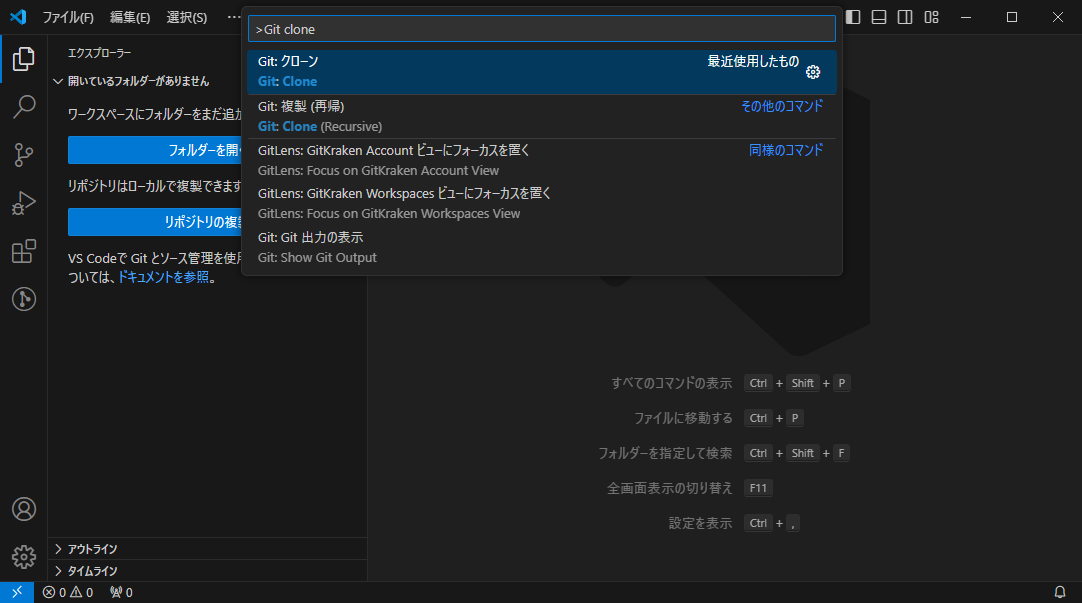 ファイル(F) 編集(E) 選択(S) …
>Git clone
Git: クローン 最近使用したもの
Git: Clone
Git: 複製 (再帰) その他のコマンド
Git: Clone (Recursive)
GitLens: GitKraken Account ビューにフォーカスを置く 同様のコマンド
GitLens: Focus on GitKraken Account View
GitLens: GitKraken Workspaces ビューにフォーカスを置く
GitLens: Focus on GitKraken Workspaces View
Git: Git 出力の表示
Git: Show Git Output
エクスプローラー
開いているフォルダーがありません
ワークスペースにフォルダーをまだ追加
フォルダーを開く
リポジトリはローカルで複製できます
リポジトリの複製
VS Codeで Git とソース管理を使用
ついては、ドキュメントを参照。
すべてのコマンドの表示 Ctrl + Shift + P
ファイルに移動する Ctrl + P
フォルダーを指定して検索 Ctrl + Shift + F
全画面表示の切り替え F11
設定を表示 Ctrl + ,
アウトライン
タイムライン
0 0 0